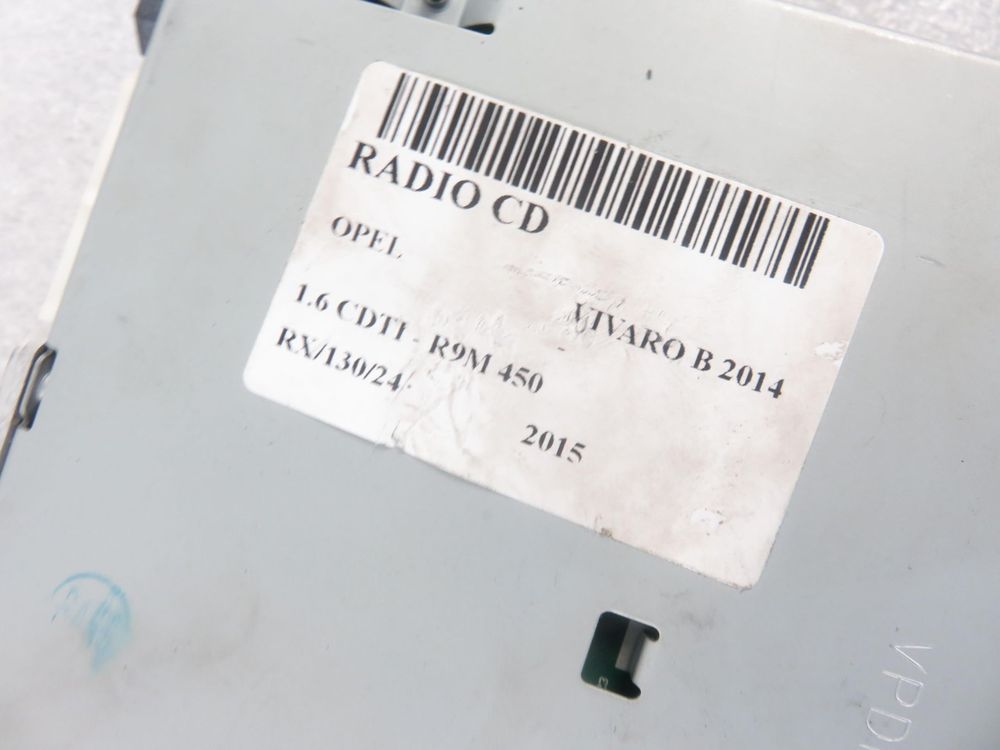 RADIO CD
OPEL
VIVARO B 2014
1.6 CDTI - R9M 450
RX/130/24
2015